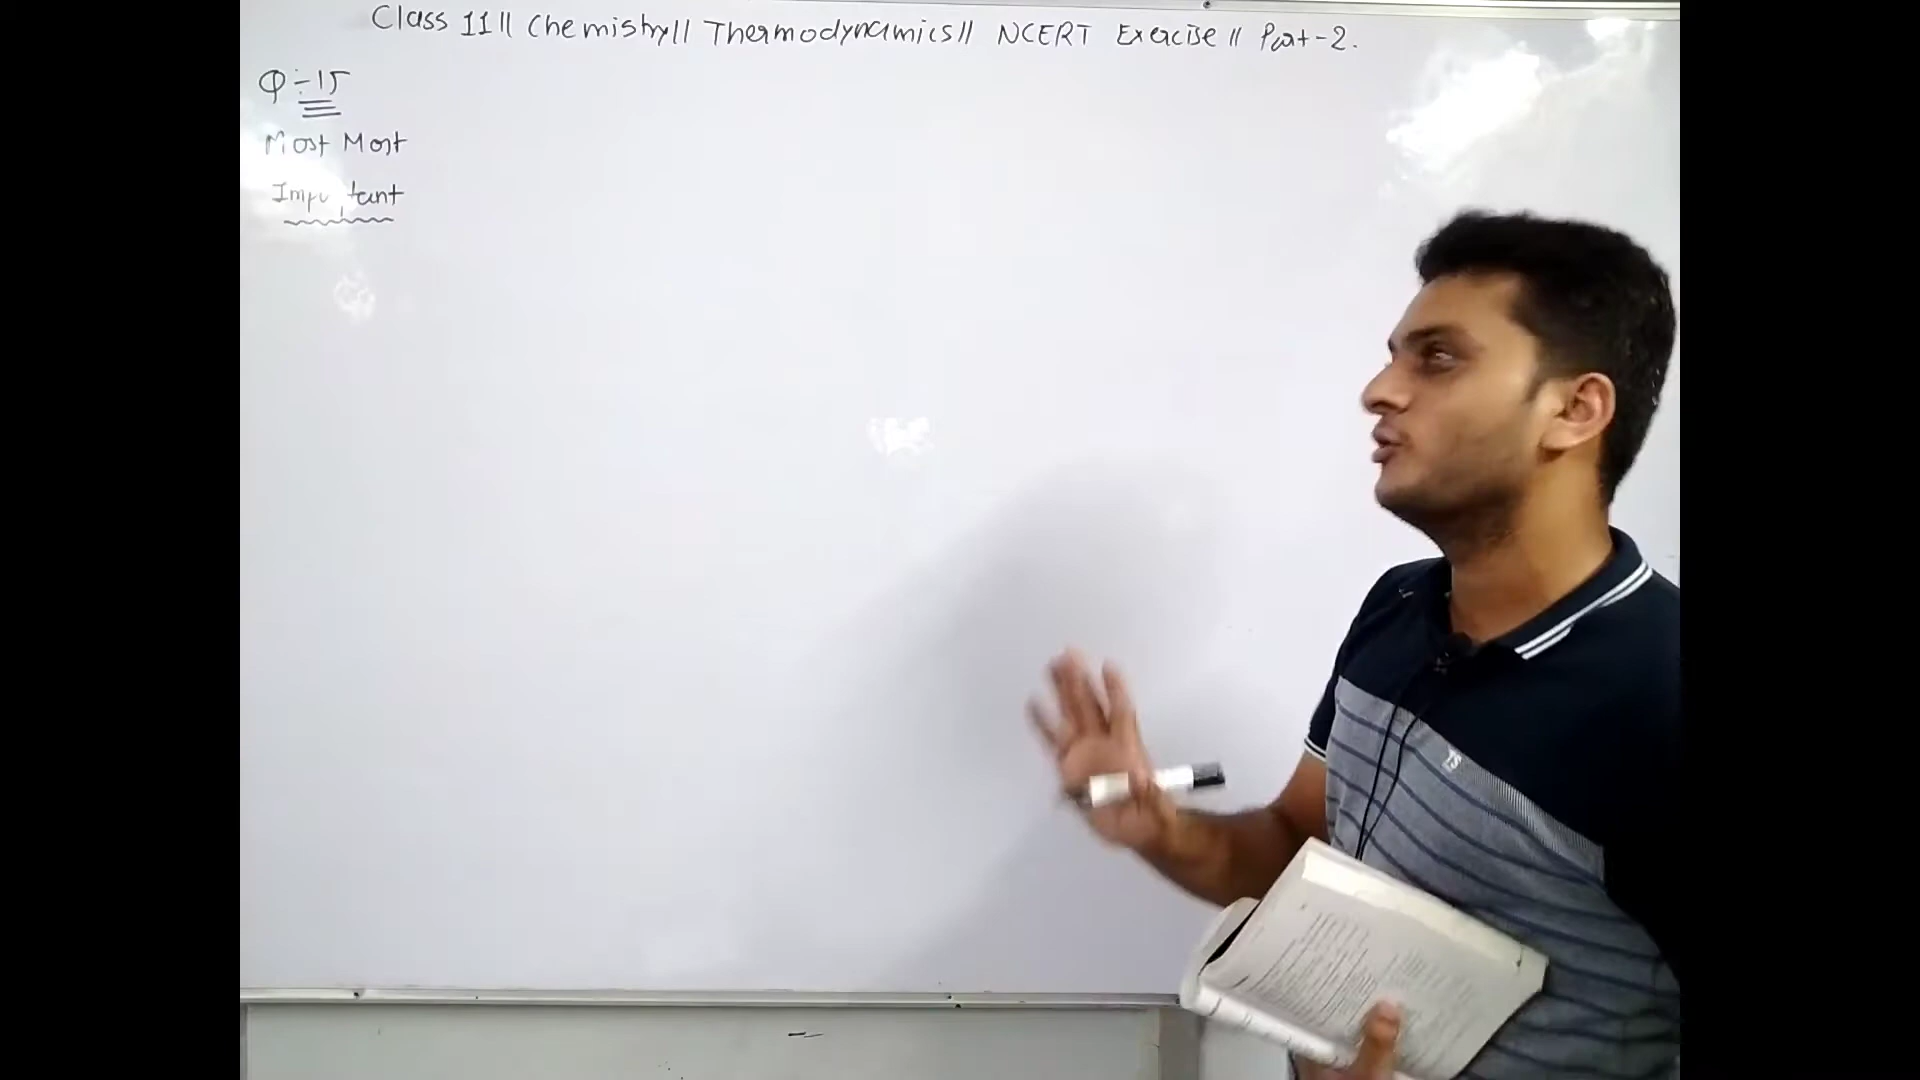 Class 11 || Chemistry || Thermodynamics || NCERT Exercise || Part-2.
Q÷-15
Most Most
Important